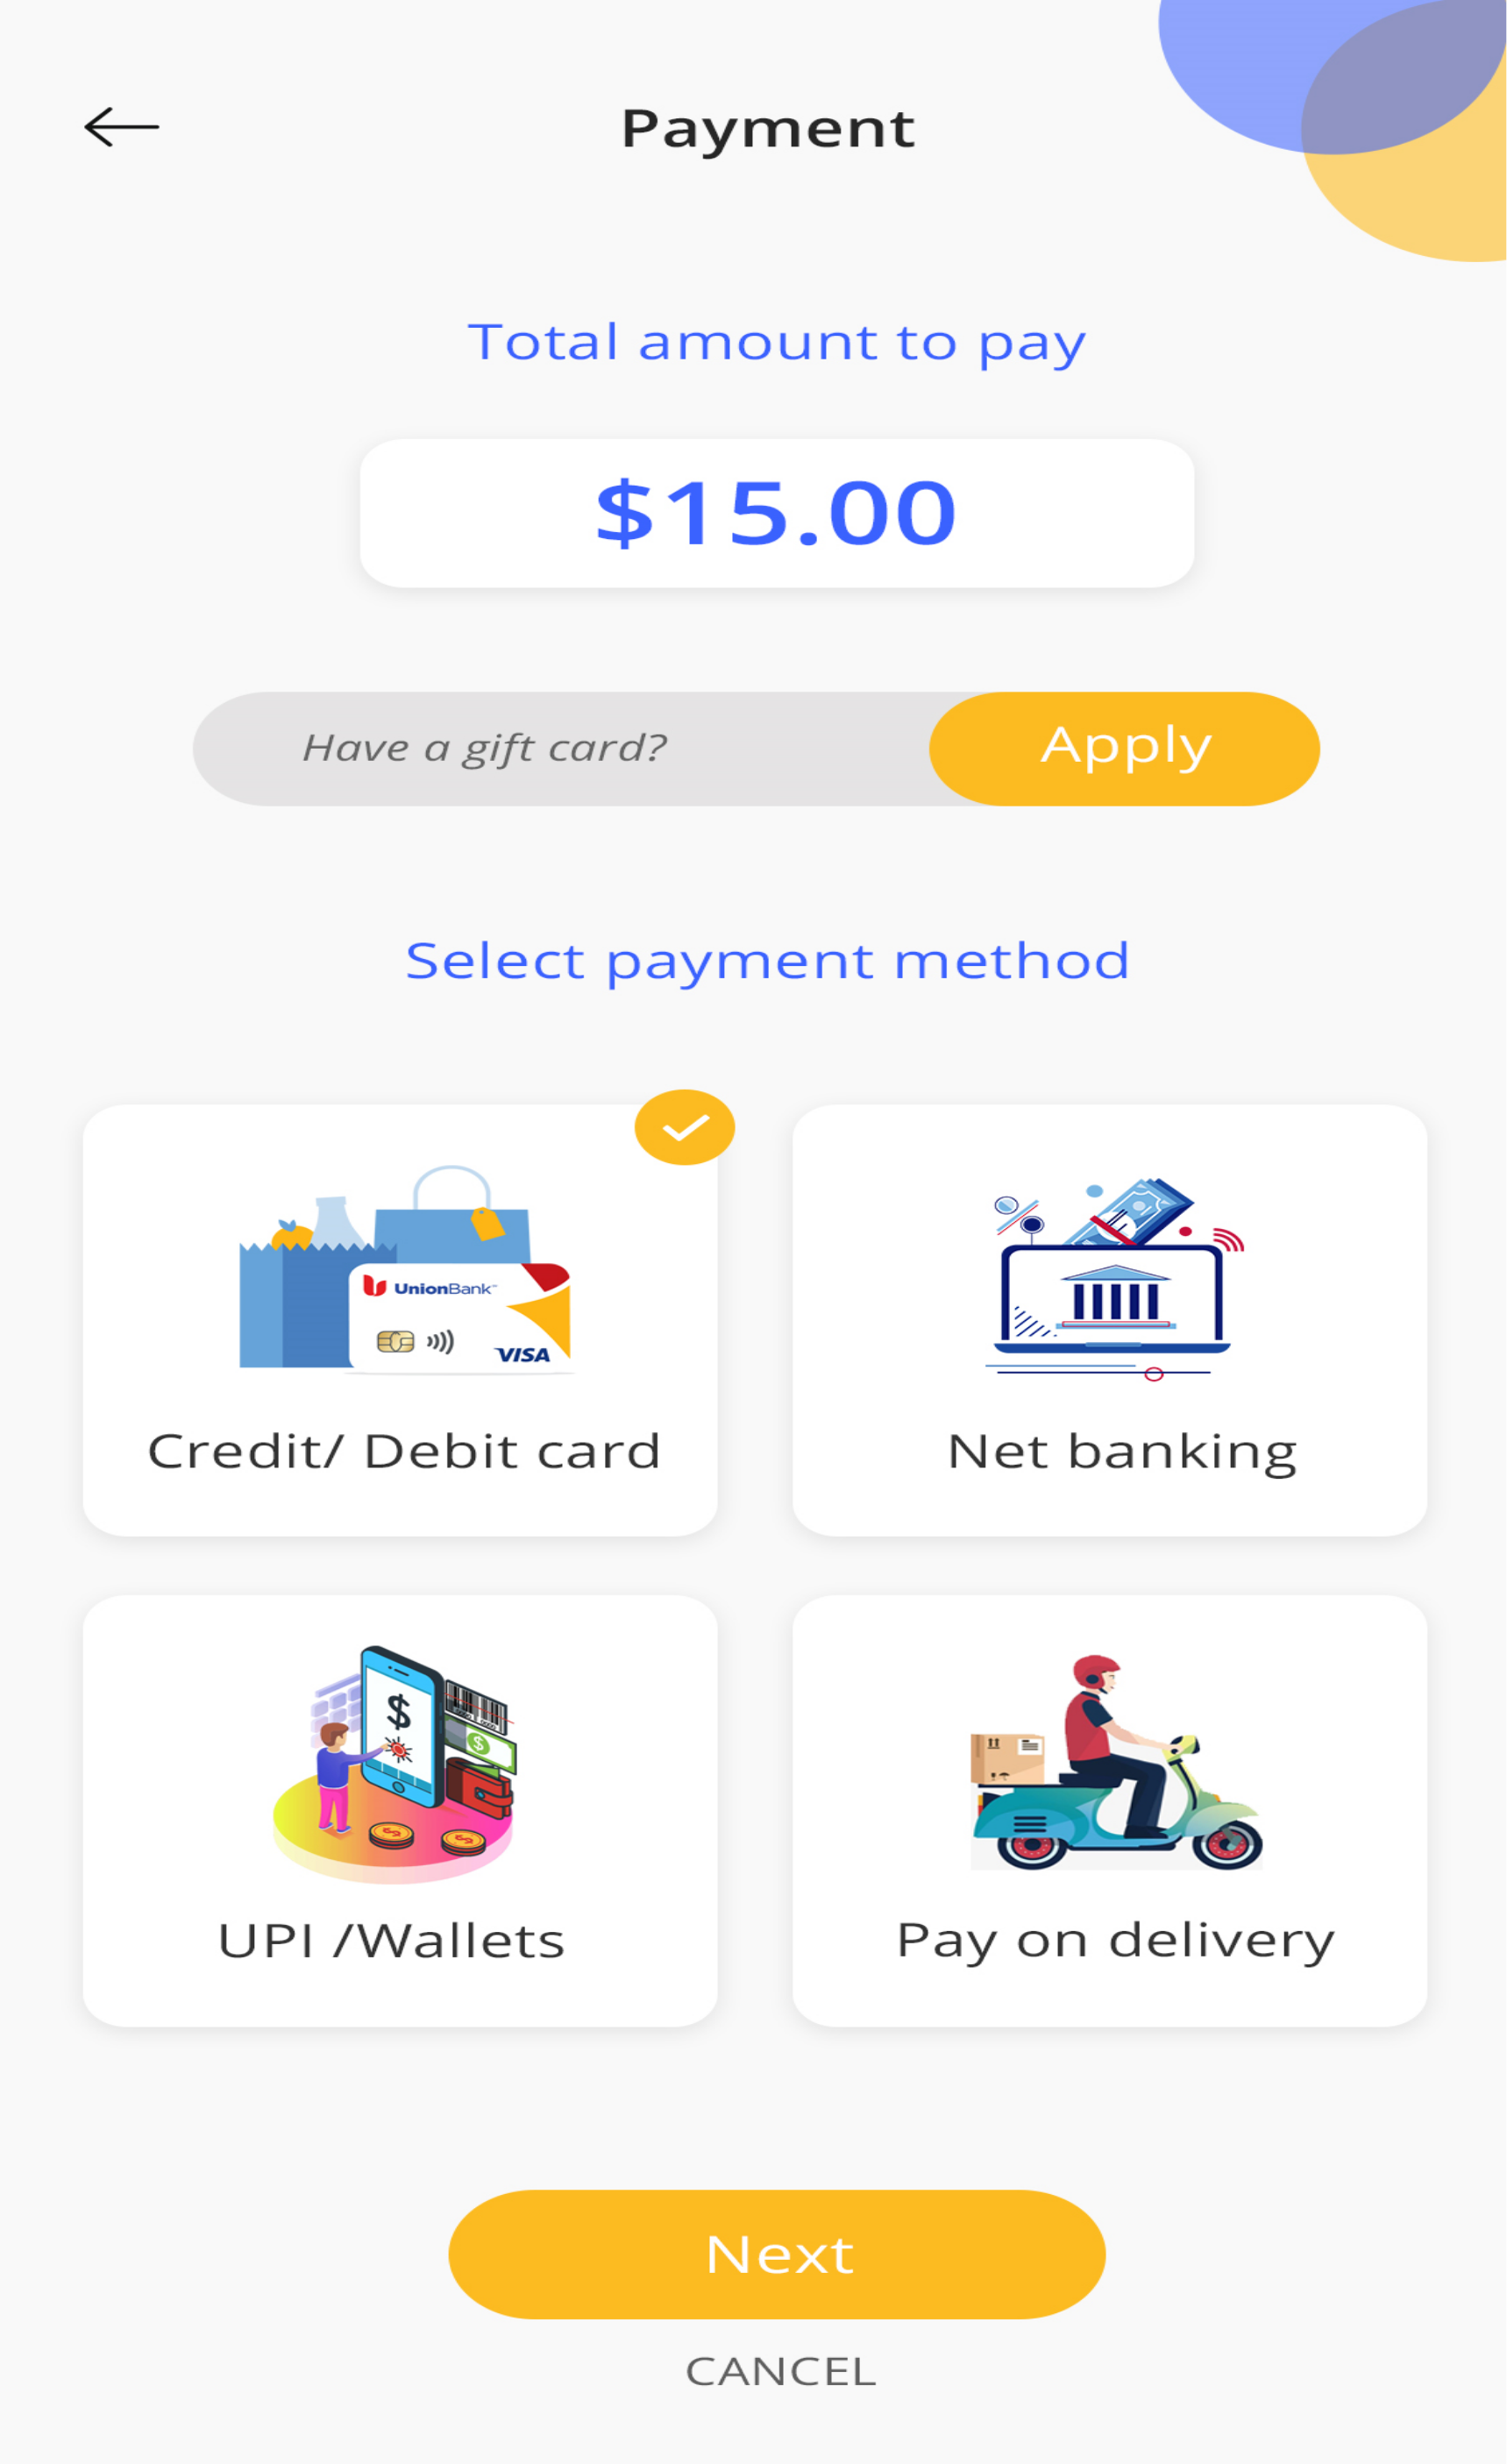 Payment
Total amount to pay
$15.00
Have a gift card?
Apply
Select payment method
UnionBank
VISA
Credit/ Debit card
Net banking
$
$
UPI /Wallets
Pay on delivery
Next
CANCEL